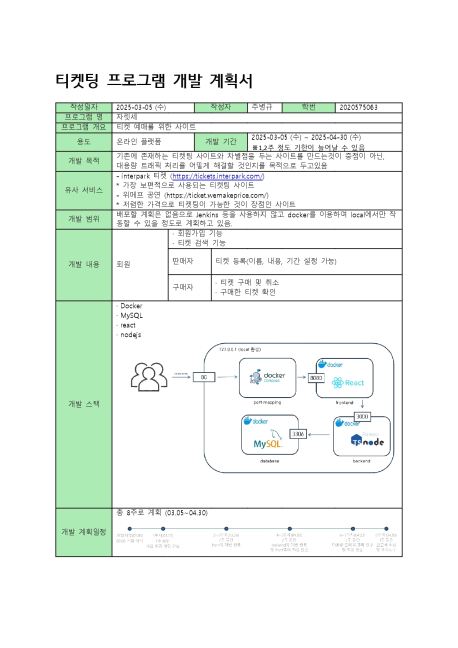 티켓팅 프로그램 개발 계획서
작성일자 2025-03-05 (수) 작성자 주병규 학번 2020575063
프로그램 명 자릿세
프로그램 개요 티켓 예매를 위한 사이트
용도 온라인 플랫폼 개발 기간 2025-03-05 (수) ~ 2025-04-30 (수)
※1,2주 정도 기한이 늘어날 수 있음
개발 목적 기존에 존재하는 티켓팅 사이트와 차별점을 두는 사이트를 만드는것이 중점이 아닌,
대용량 트래픽 처리를 어떻게 해결할 것인지를 목적으로 두고있음
유사 서비스 - interpark 티켓 (https://tickets.interpark.com/)
* 가장 보편적으로 사용되는 티켓팅 사이트
- 위메프 공연 (https://ticket.wemakeprice.com/)
* 저렴한 가격으로 티켓팅이 가능한 것이 장점인 사이트
개발 범위 배포할 계획은 없음으로 Jenkins 등을 사용하지 않고 docker를 이용하여 local에서만 작
동할 수 있을 정도로 계획하고 있음.
개발 내용 회원
- 회원가입 기능
- 티켓 검색 기능
판매자 티켓 등록(이름, 내용, 기간 설정 가능)
구매자 - 티켓 구매 및 취소
- 구매한 티켓 확인
개발 스택
- Docker
- MySQL
- react
- nodejs
127.0.0.1 (local 환경)
80
docker
port mapping
8080
docker
React
frontend
3000
docker
node
backend
3306
docker
MySQL
database
개발 계획일정 총 8주로 계획 (03.05~04.30)